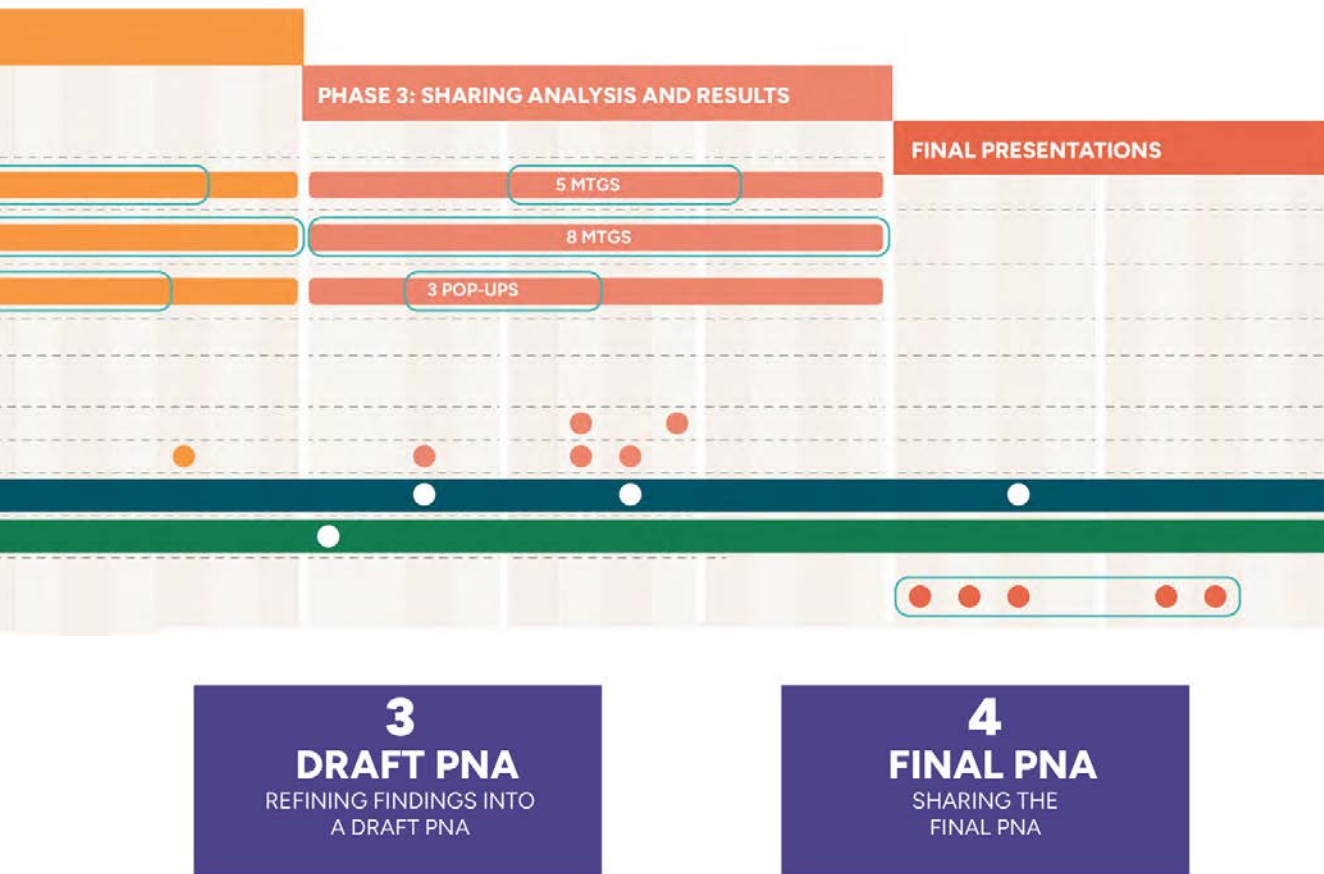 PHASE 3: SHARING ANALYSIS AND RESULTS
FINAL PRESENTATIONS
5 MTGS
8 MTGS
3 POP-UPS
3
DRAFT PNA
REFINING FINDINGS INTO
A DRAFT PNA
4
FINAL PNA
SHARING THE
FINAL PNA